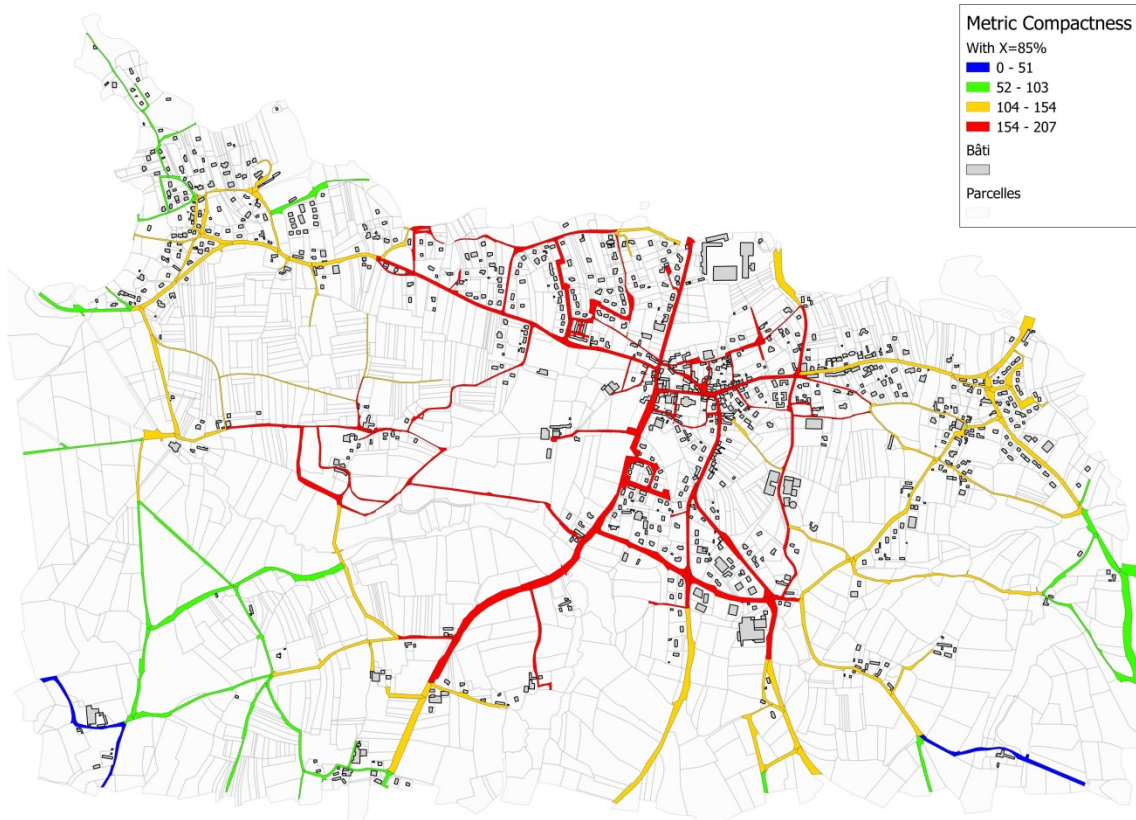 Metric Compactness
With X=85%
0 - 51
52 - 103
104 - 154
154 - 207
Bâti
Parcelles